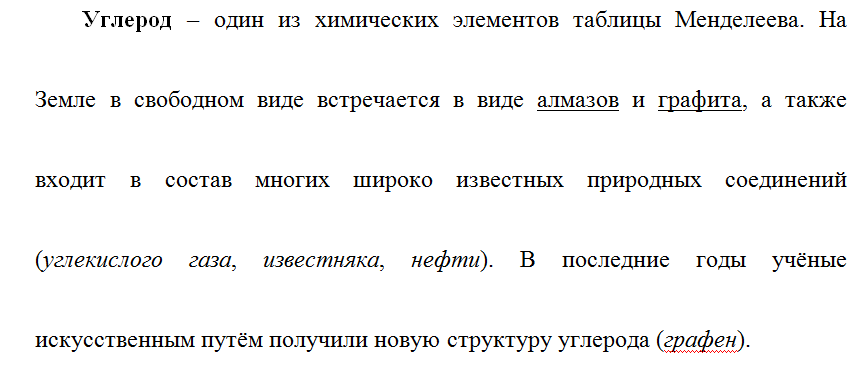 Углерод – один из химических элементов таблицы Менделеева. На
Земле в свободном виде встречается в виде алмазов и графита, а также
входит в состав многих широко известных природных соединений
(углекислого газа, известняка, нефти). В последние годы учёные
искусственным путём получили новую структуру углерода (графен).